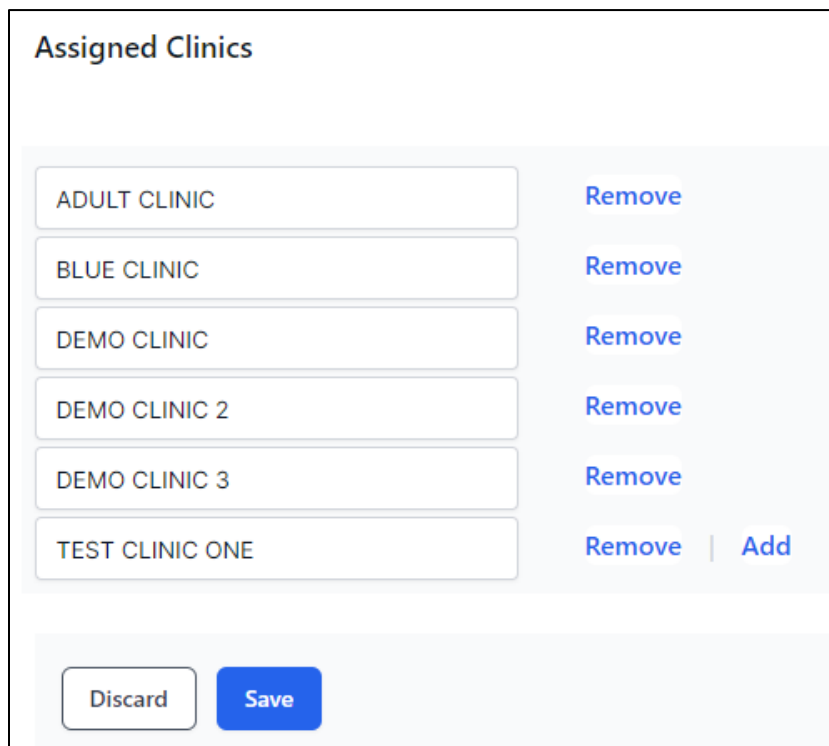 Assigned Clinics
ADULT CLINIC Remove
BLUE CLINIC Remove
DEMO CLINIC Remove
DEMO CLINIC 2 Remove
DEMO CLINIC 3 Remove
TEST CLINIC ONE Remove | Add
Discard Save